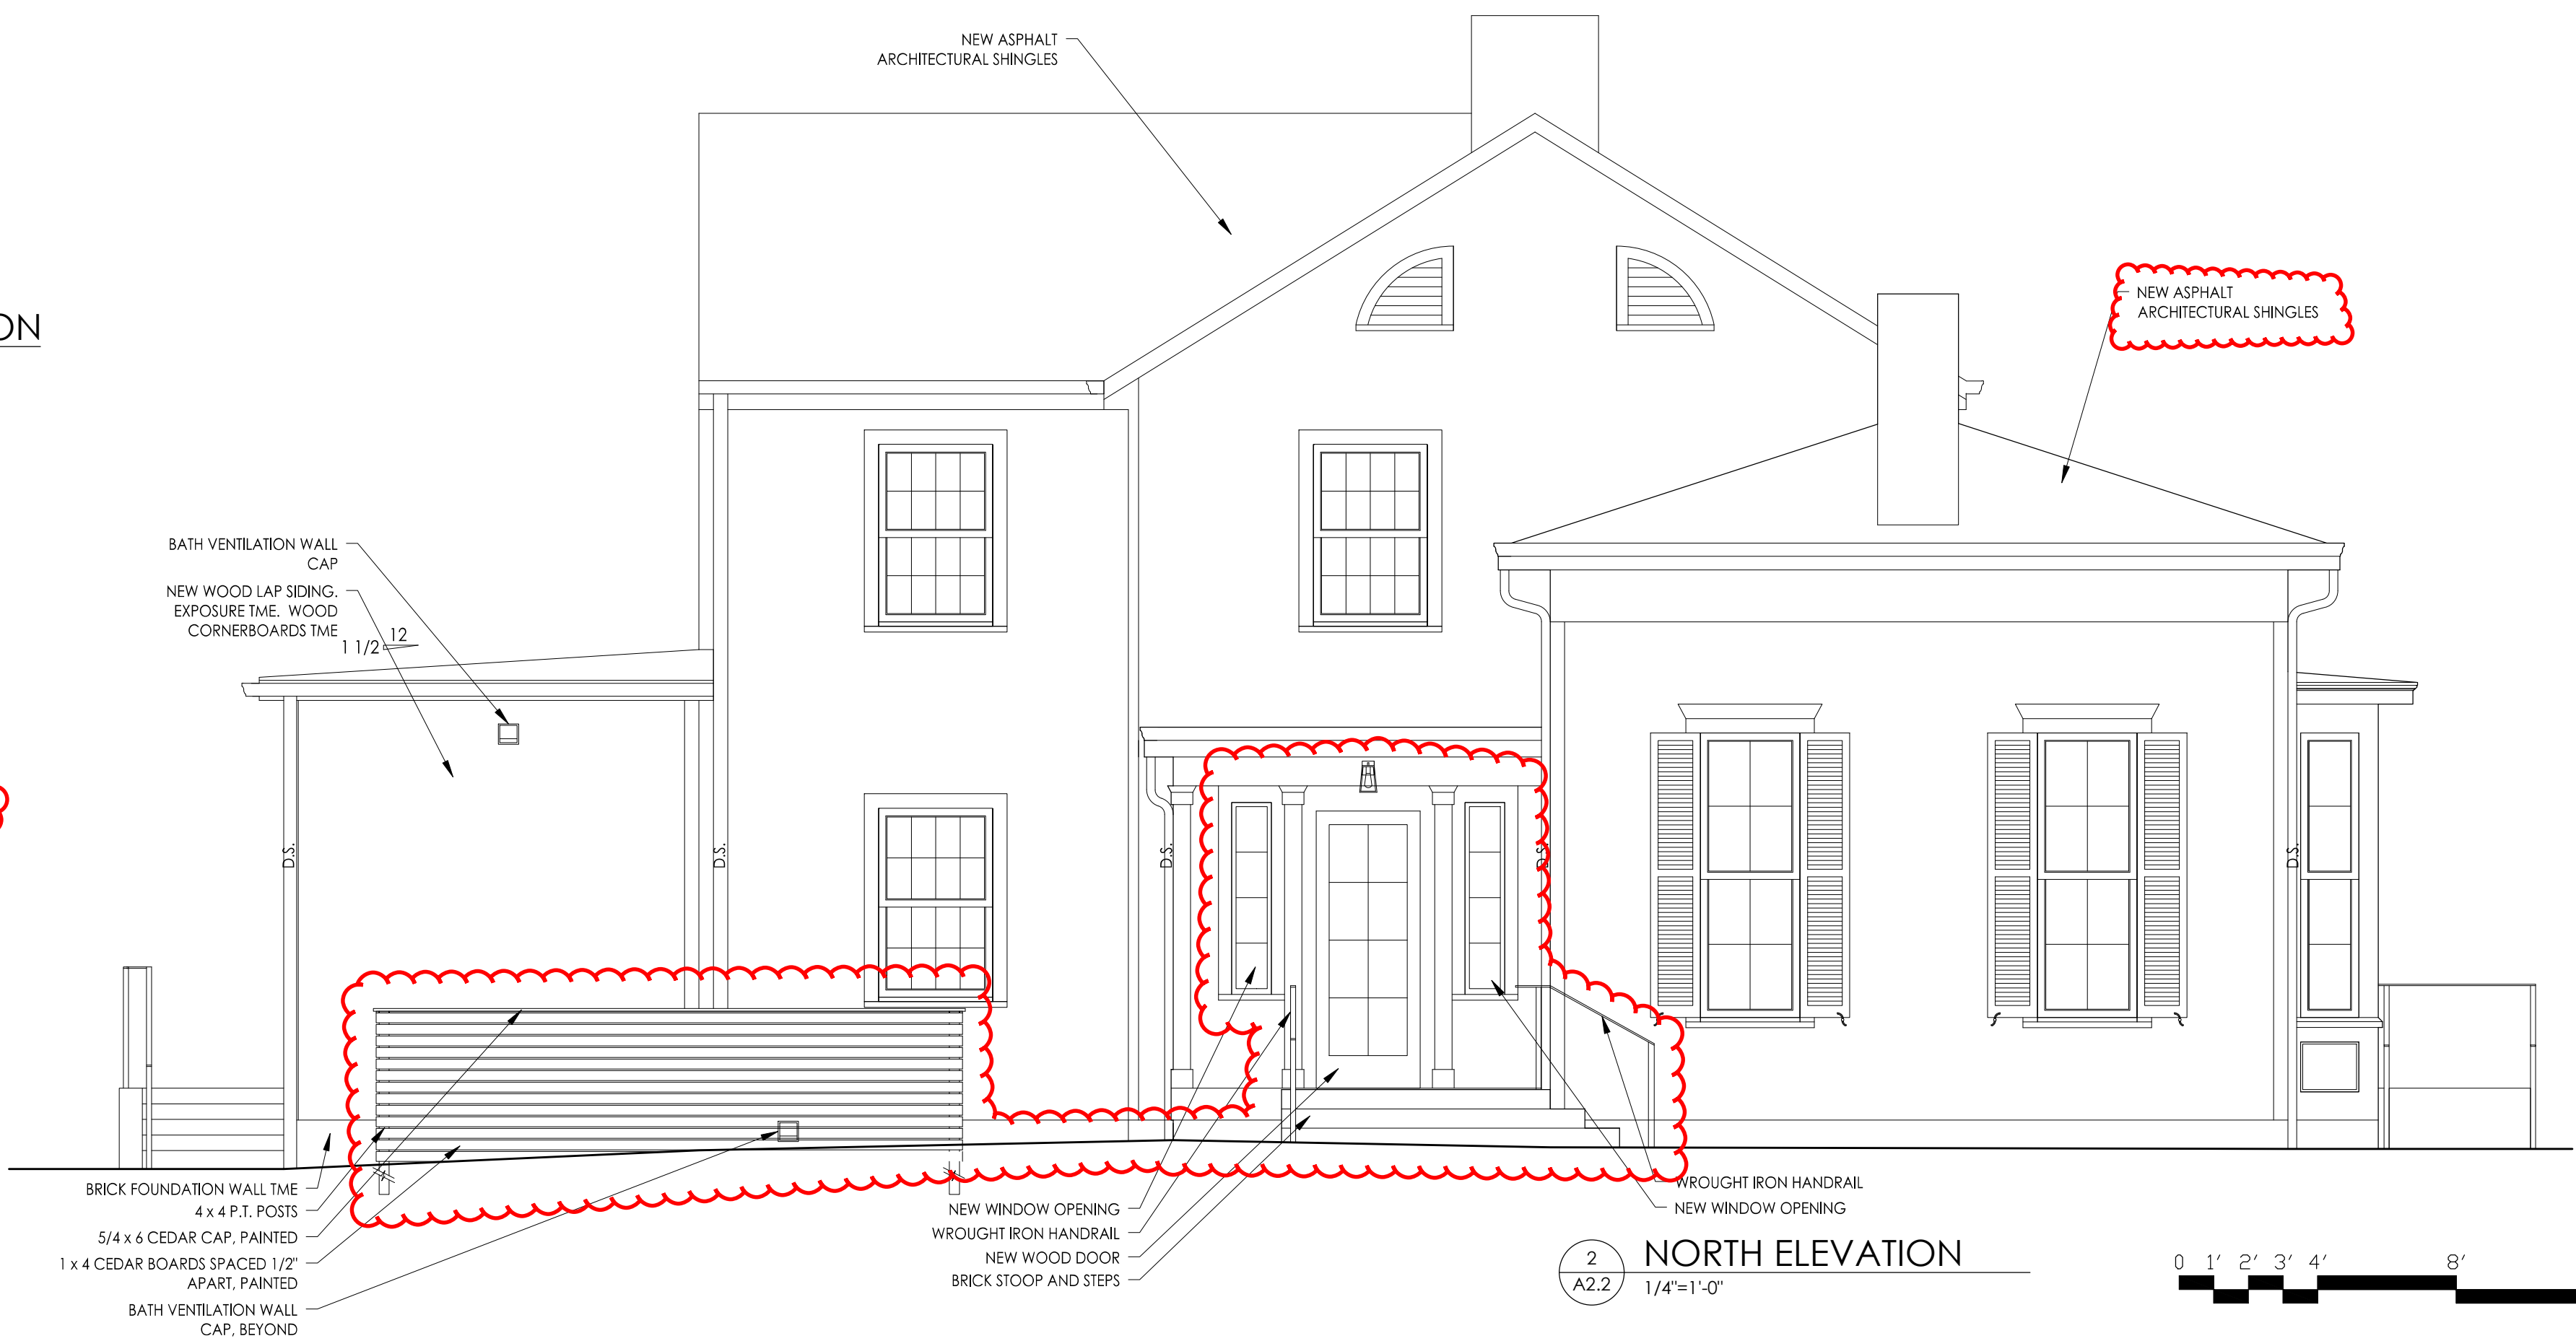 NEW ASPHALT
ARCHITECTURAL SHINGLES
NEW ASPHALT
ARCHITECTURAL SHINGLES
ON
BATH VENTILATION WALL
CAP
NEW WOOD LAP SIDING.
EXPOSURE TME. WOOD
CORNERBOARDS TME
12
1 1/2
D.S.
D.S.
D.S.
D.S.
D.S.
BRICK FOUNDATION WALL TME
4 x 4 P.T. POSTS
5/4 x 6 CEDAR CAP, PAINTED
1 x 4 CEDAR BOARDS SPACED 1/2"
APART, PAINTED
BATH VENTILATION WALL
CAP, BEYOND
NEW WINDOW OPENING
WROUGHT IRON HANDRAIL
NEW WOOD DOOR
BRICK STOOP AND STEPS
WROUGHT IRON HANDRAIL
NEW WINDOW OPENING
2
A2.2
NORTH ELEVATION
1/4"=1'-0"
0 1' 2' 3' 4' 8'